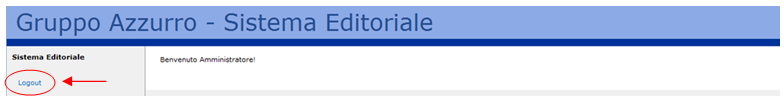 Gruppo Azzurro - Sistema Editoriale
Sistema Editoriale
Benvenuto Amministratore!
Logout